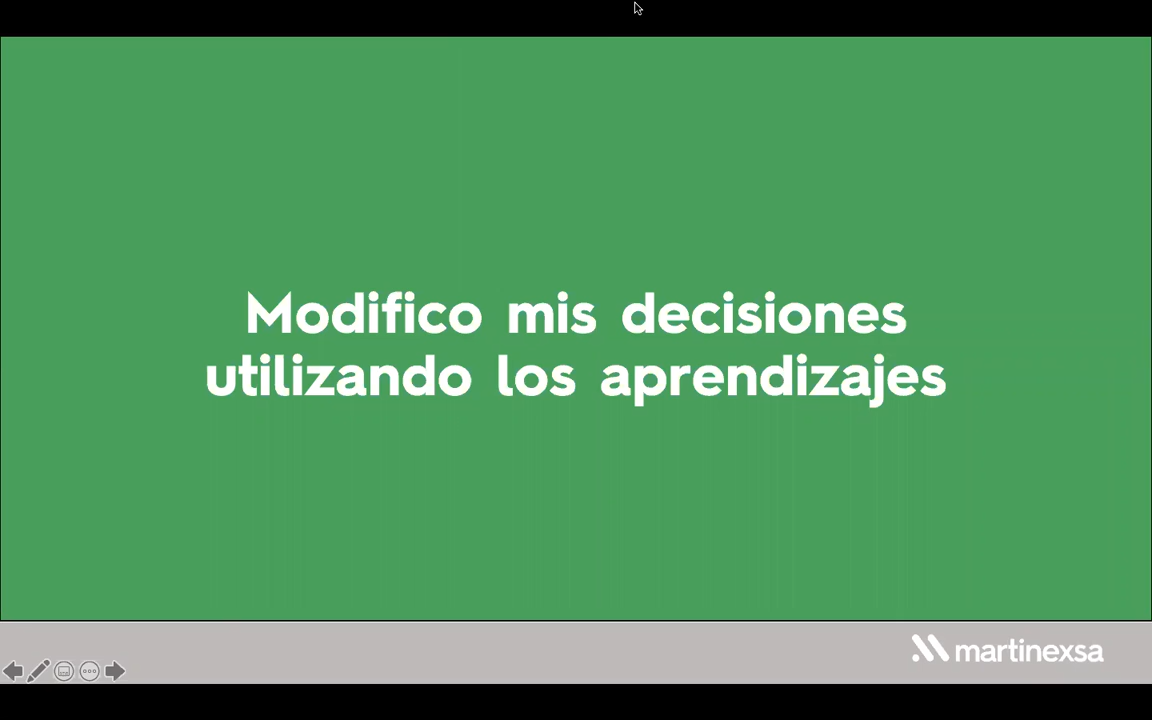 Modifico mis decisiones
utilizando los aprendizajes
martinexsa